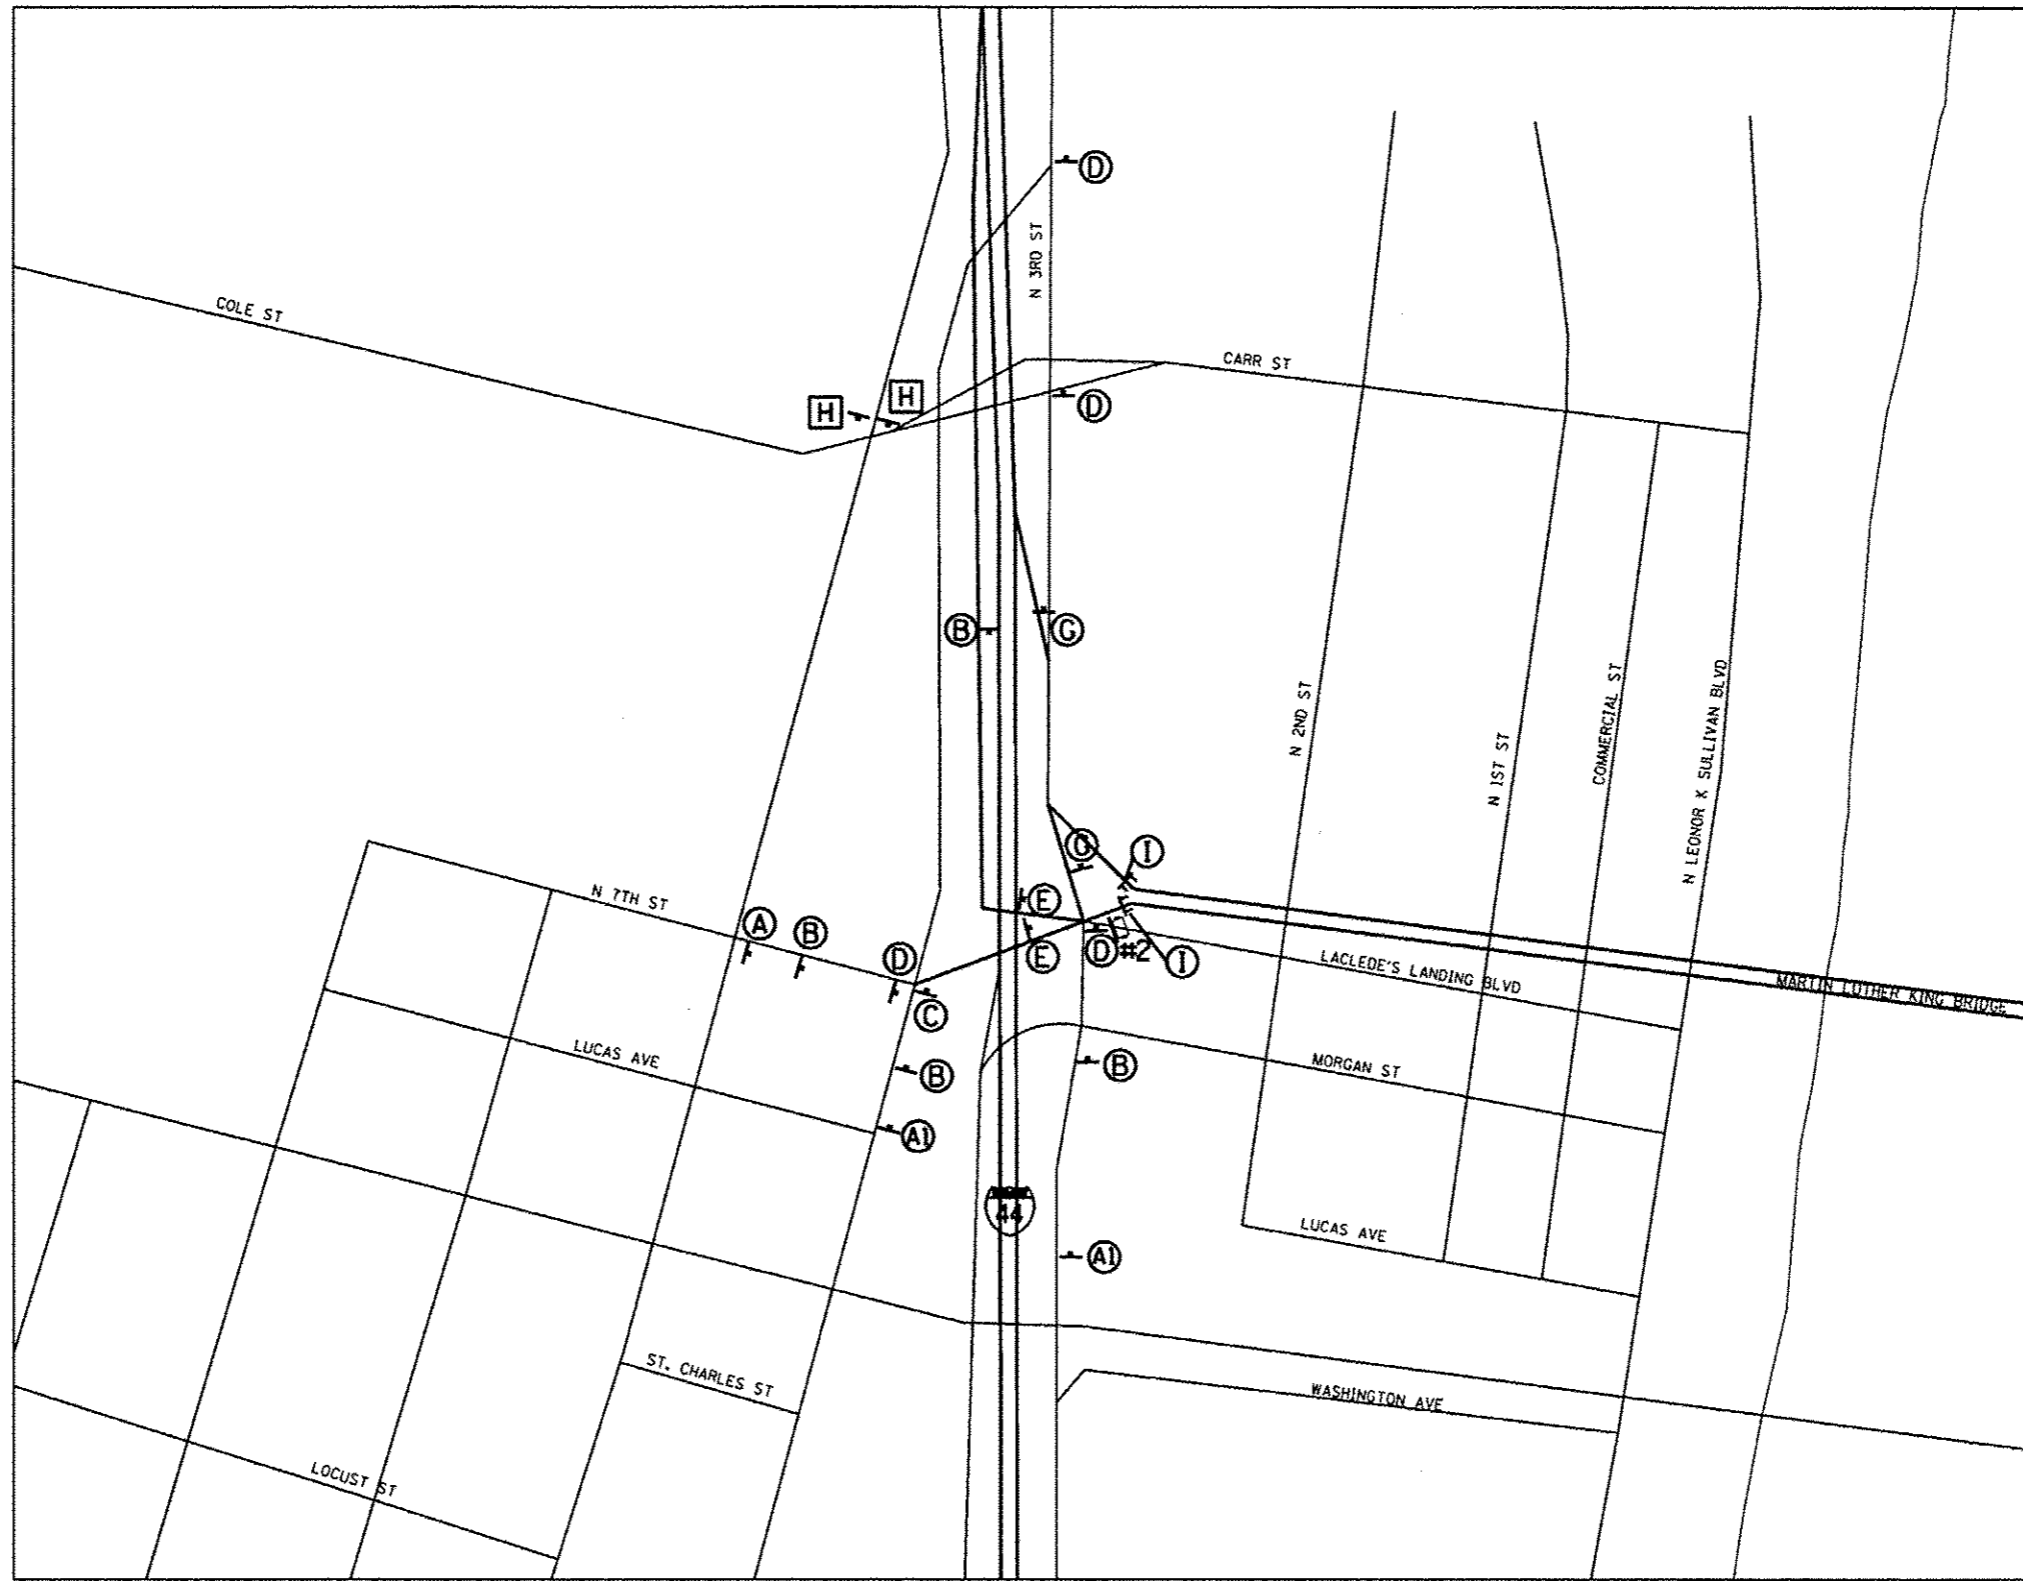 D
N 3RD ST
COLE ST
CARR ST
H
H
D
B
G
N 2ND ST
N 1ST ST
COMMERCIAL ST
N LEONOR K SULLIVAN BLVD
I
N 7TH ST
E
A
B
D
E
D #2
I
LACLEDE'S LANDING BLVD
MARTIN LUTHER KING BRIDGE
C
LUCAS AVE
B
B
MORGAN ST
A1
44
LUCAS AVE
A1
ST. CHARLES ST
WASHINGTON AVE
LOCUST ST